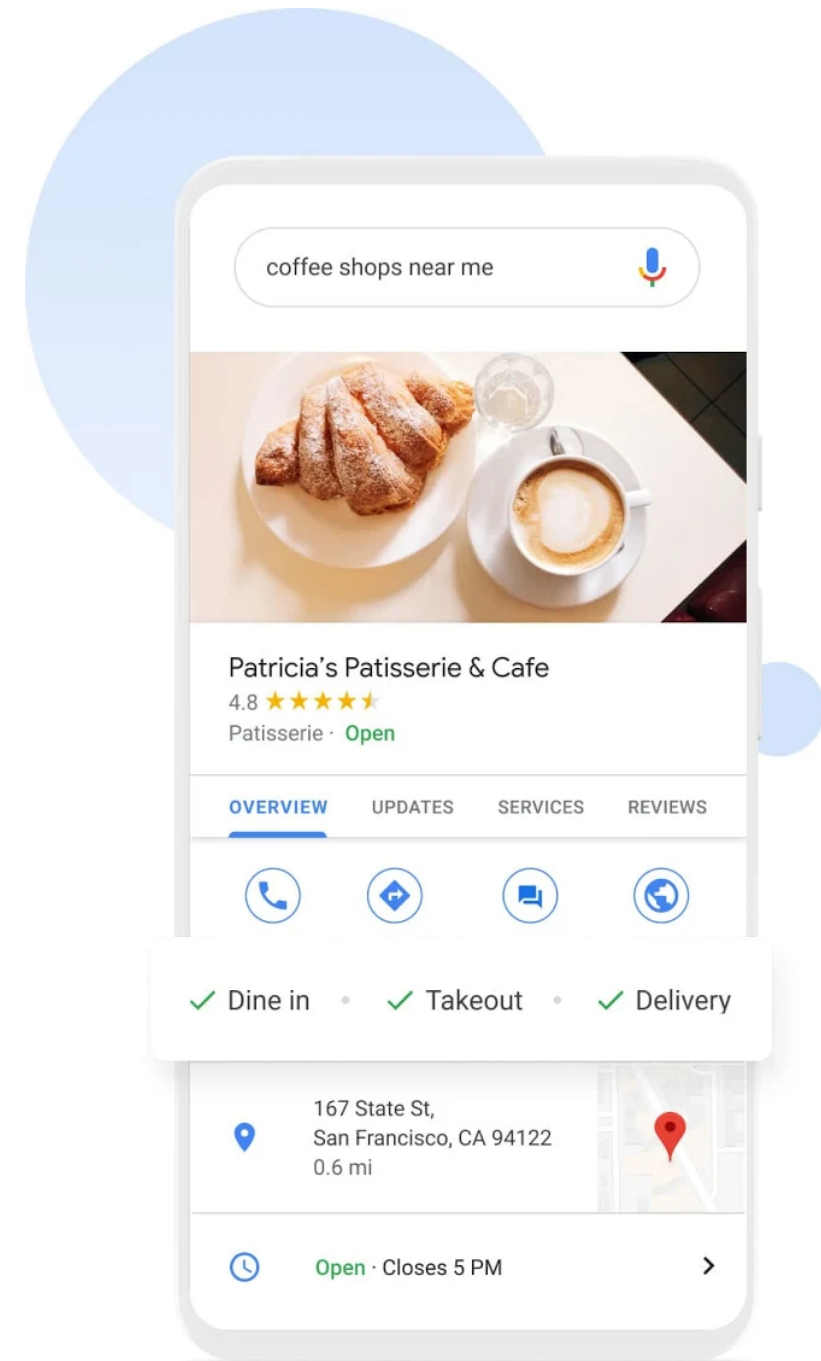 coffee shops near me
Patricia’s Patisserie & Cafe
4.8
Patisserie · Open
OVERVIEW UPDATES SERVICES REVIEWS
Dine in • Takeout • Delivery
167 State St,
San Francisco, CA 94122
0.6 mi
Open · Closes 5 PM